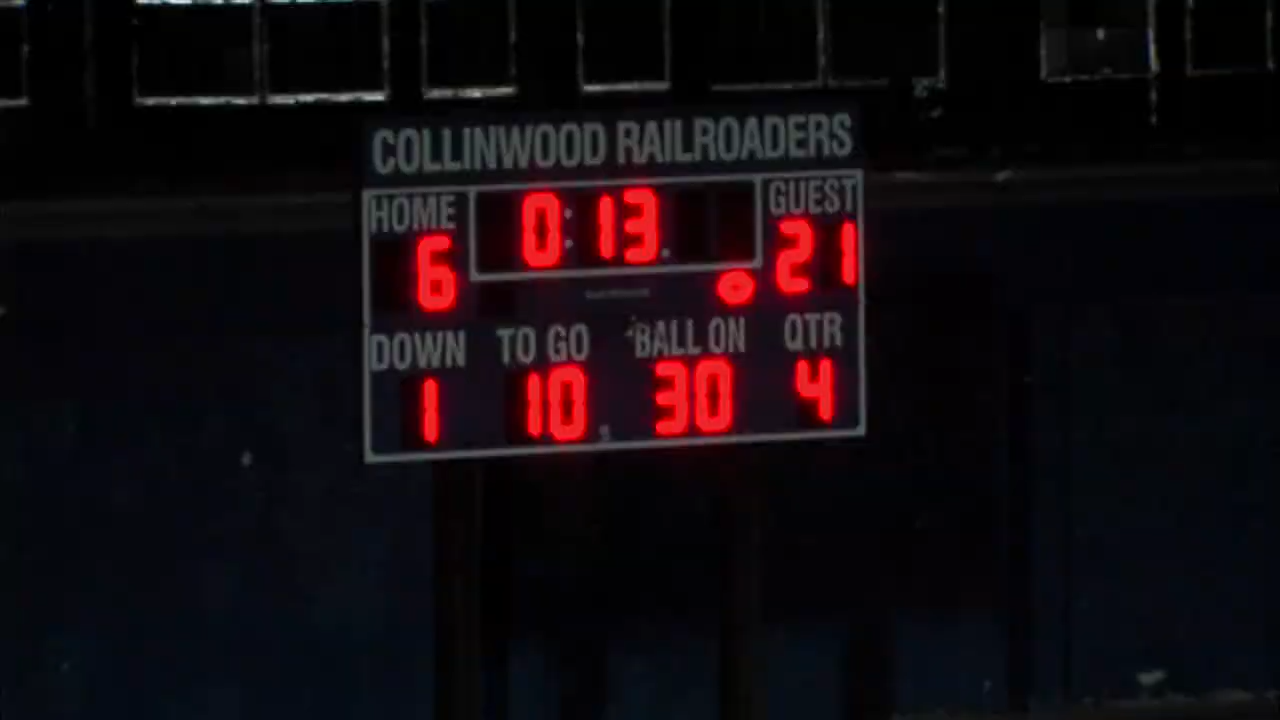 COLLINWOOD RAILROADERS
HOME 0:13 GUEST
6 21
DOWN TO GO BALL ON QTR
1 10 30 4